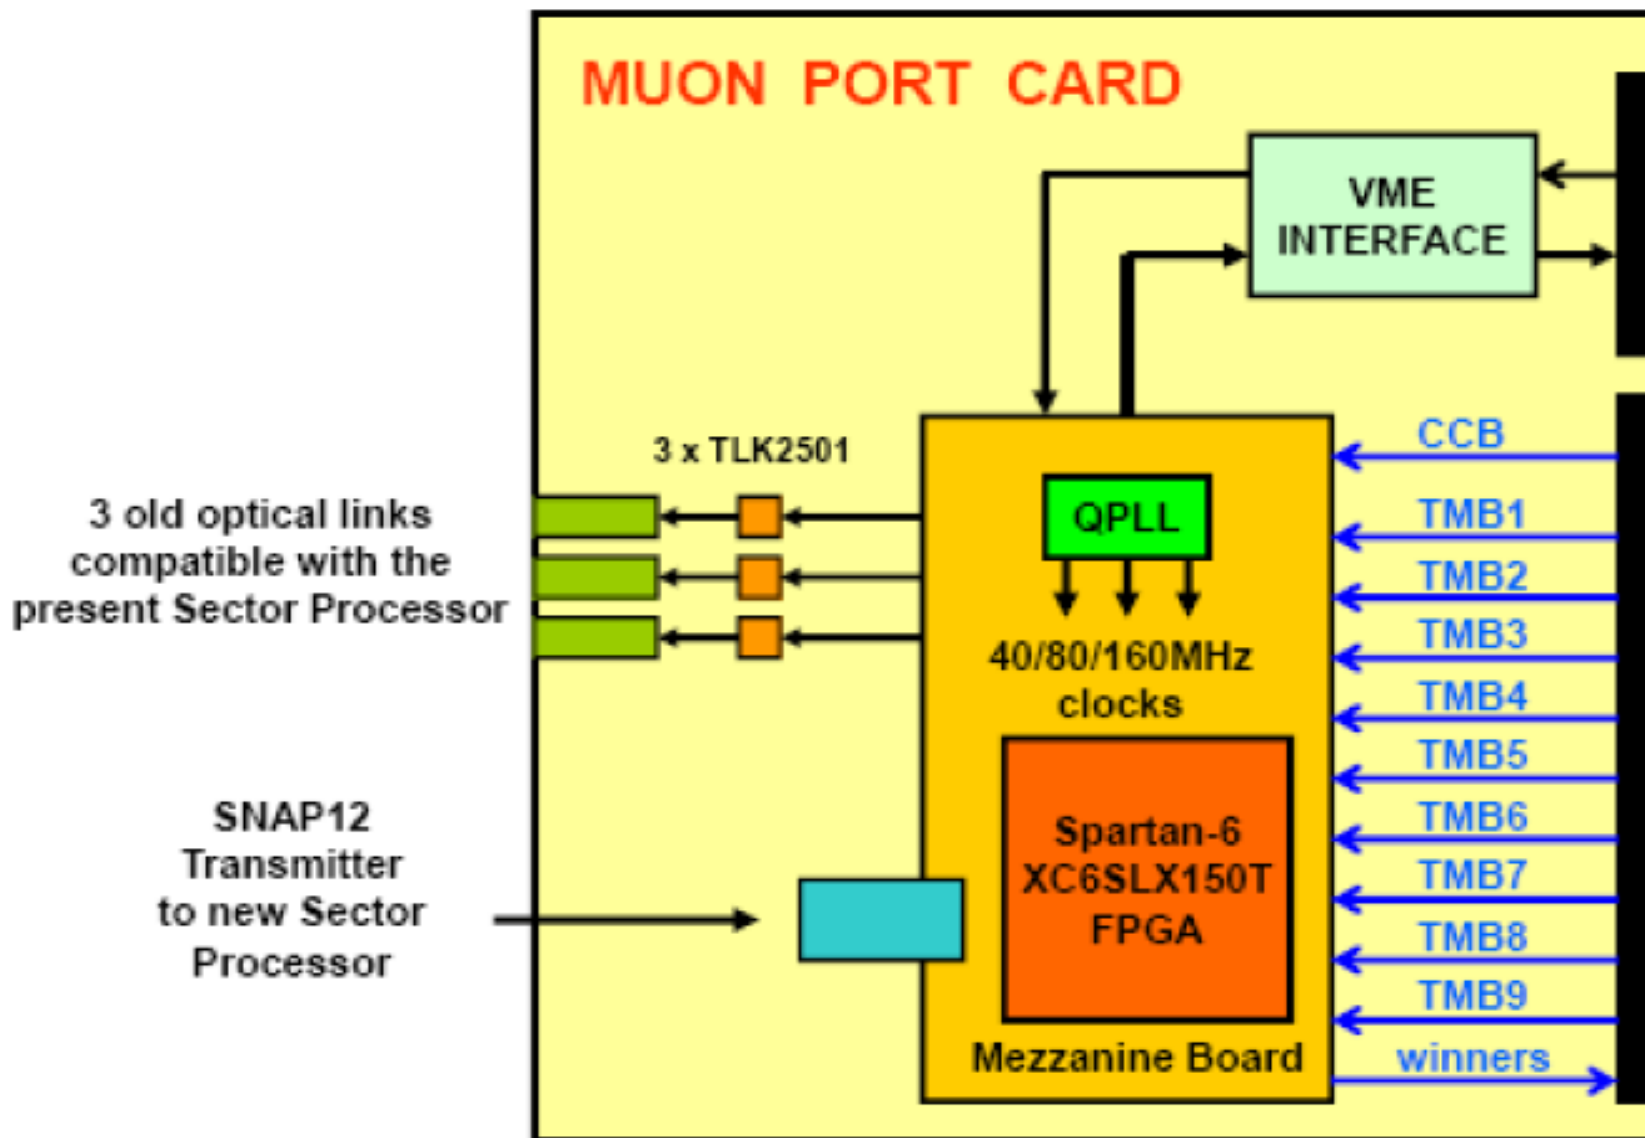 MUON PORT CARD
VME
INTERFACE
3 x TLK2501
3 old optical links
compatible with the
present Sector Processor
SNAP12
Transmitter
to new Sector
Processor
QPLL
40/80/160MHz
clocks
Spartan-6
XC6SLX150T
FPGA
Mezzanine Board
CCB
TMB1
TMB2
TMB3
TMB4
TMB5
TMB6
TMB7
TMB8
TMB9
winners